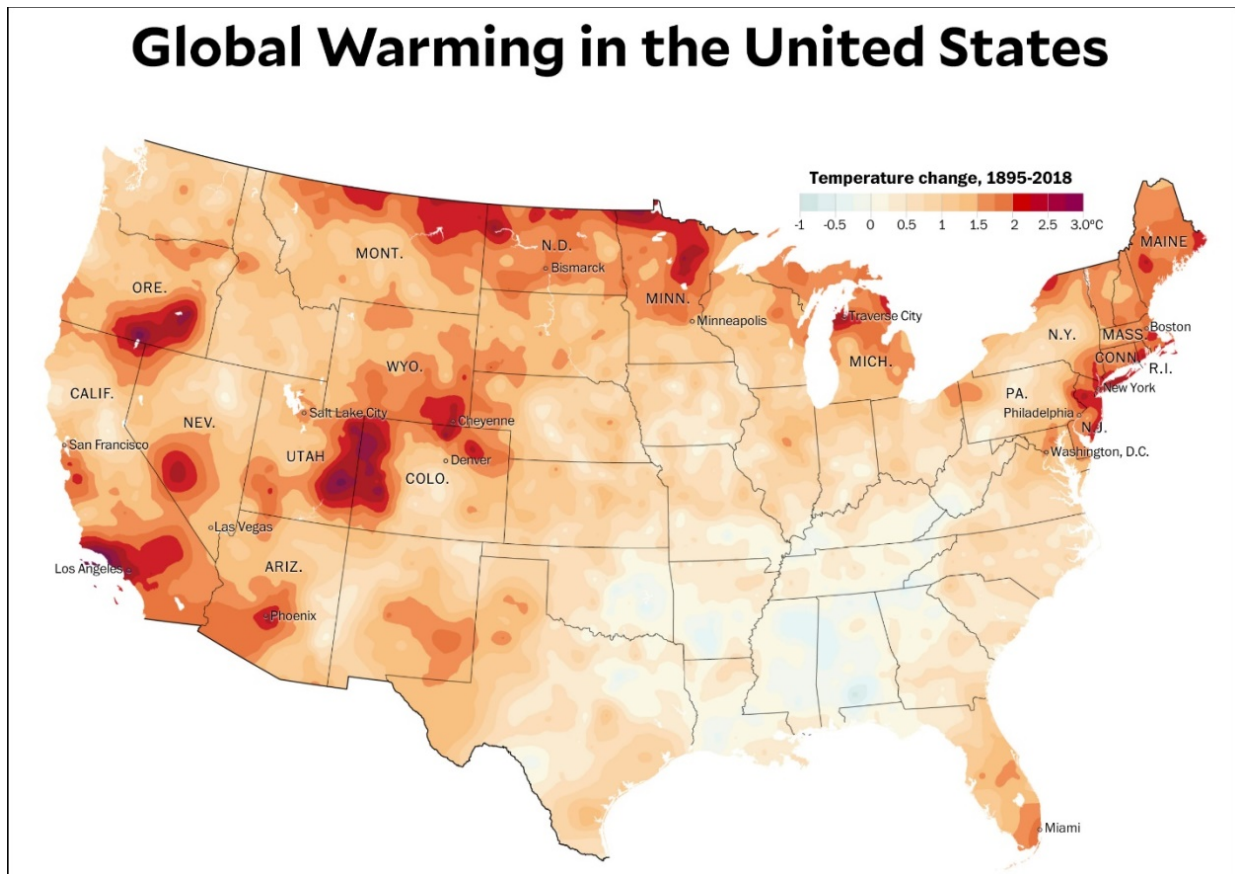 Global Warming in the United States
Temperature change, 1895-2018
-1 -0.5 0 0.5 1 1.5 2 2.5 3.0°C
MAINE
MONT.
N.D.
Bismarck
ORE.
MINN.
Minneapolis
Traverse City
N.Y.
MASS.
Boston
WYO.
MICH.
CONN.
R.I.
CALIF.
PA.
New York
NEV.
Salt Lake City
Cheyenne
Philadelphia
N.J.
San Francisco
UTAH
Denver
Washington, D.C.
COLO.
Las Vegas
Los Angeles
ARIZ.
Phoenix
Miami